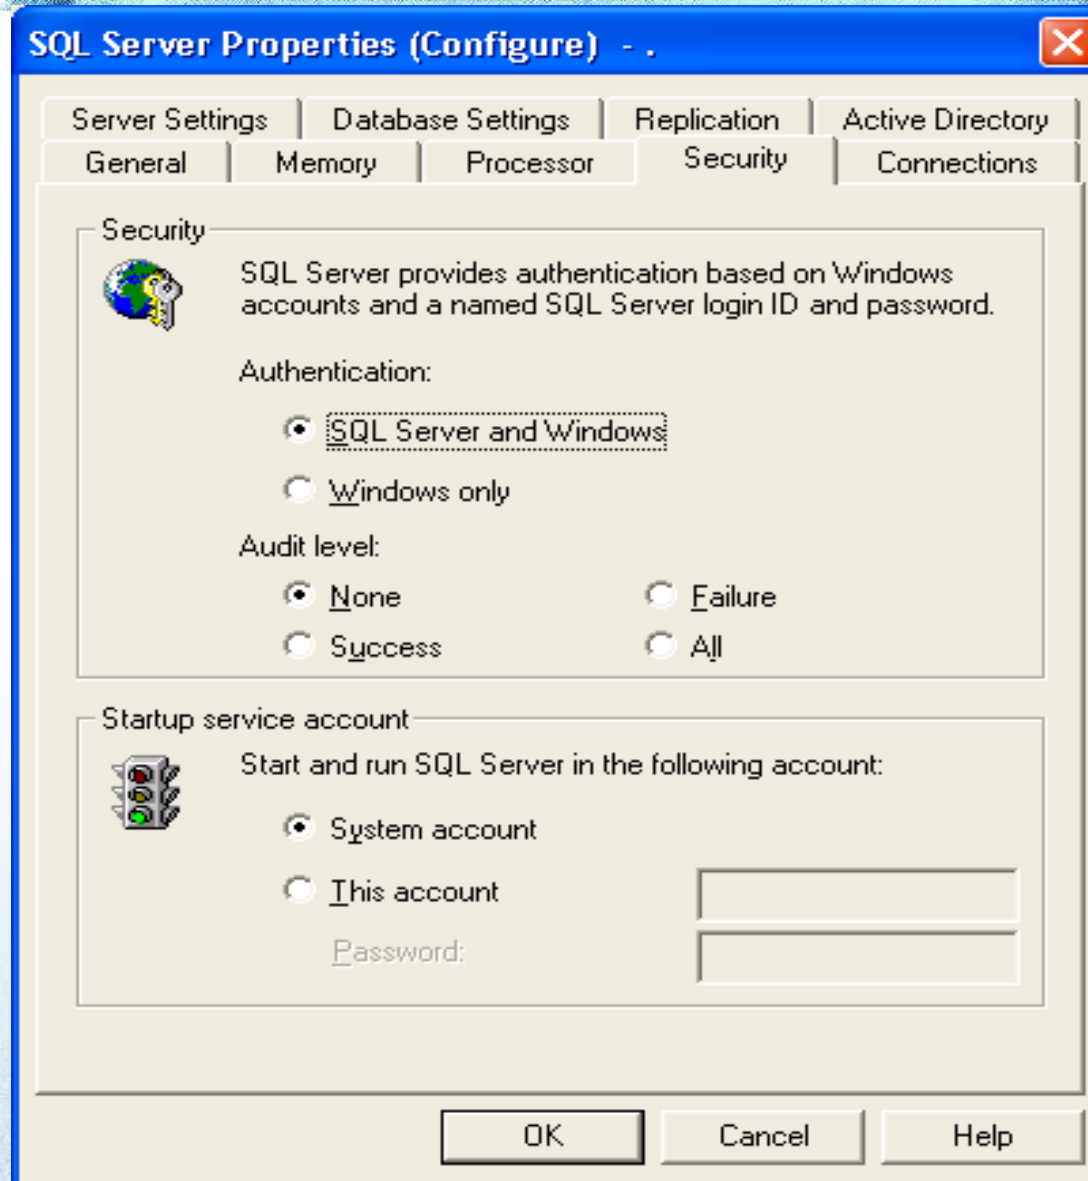 SQL Server Properties (Configure) - .
Server Settings Database Settings Replication Active Directory
General Memory Processor Security Connections
Security
SQL Server provides authentication based on Windows
accounts and a named SQL Server login ID and password.
Authentication:
SQL Server and Windows
Windows only
Audit level:
None Failure
Success All
Startup service account
Start and run SQL Server in the following account:
System account
This account
Password:
OK Cancel Help